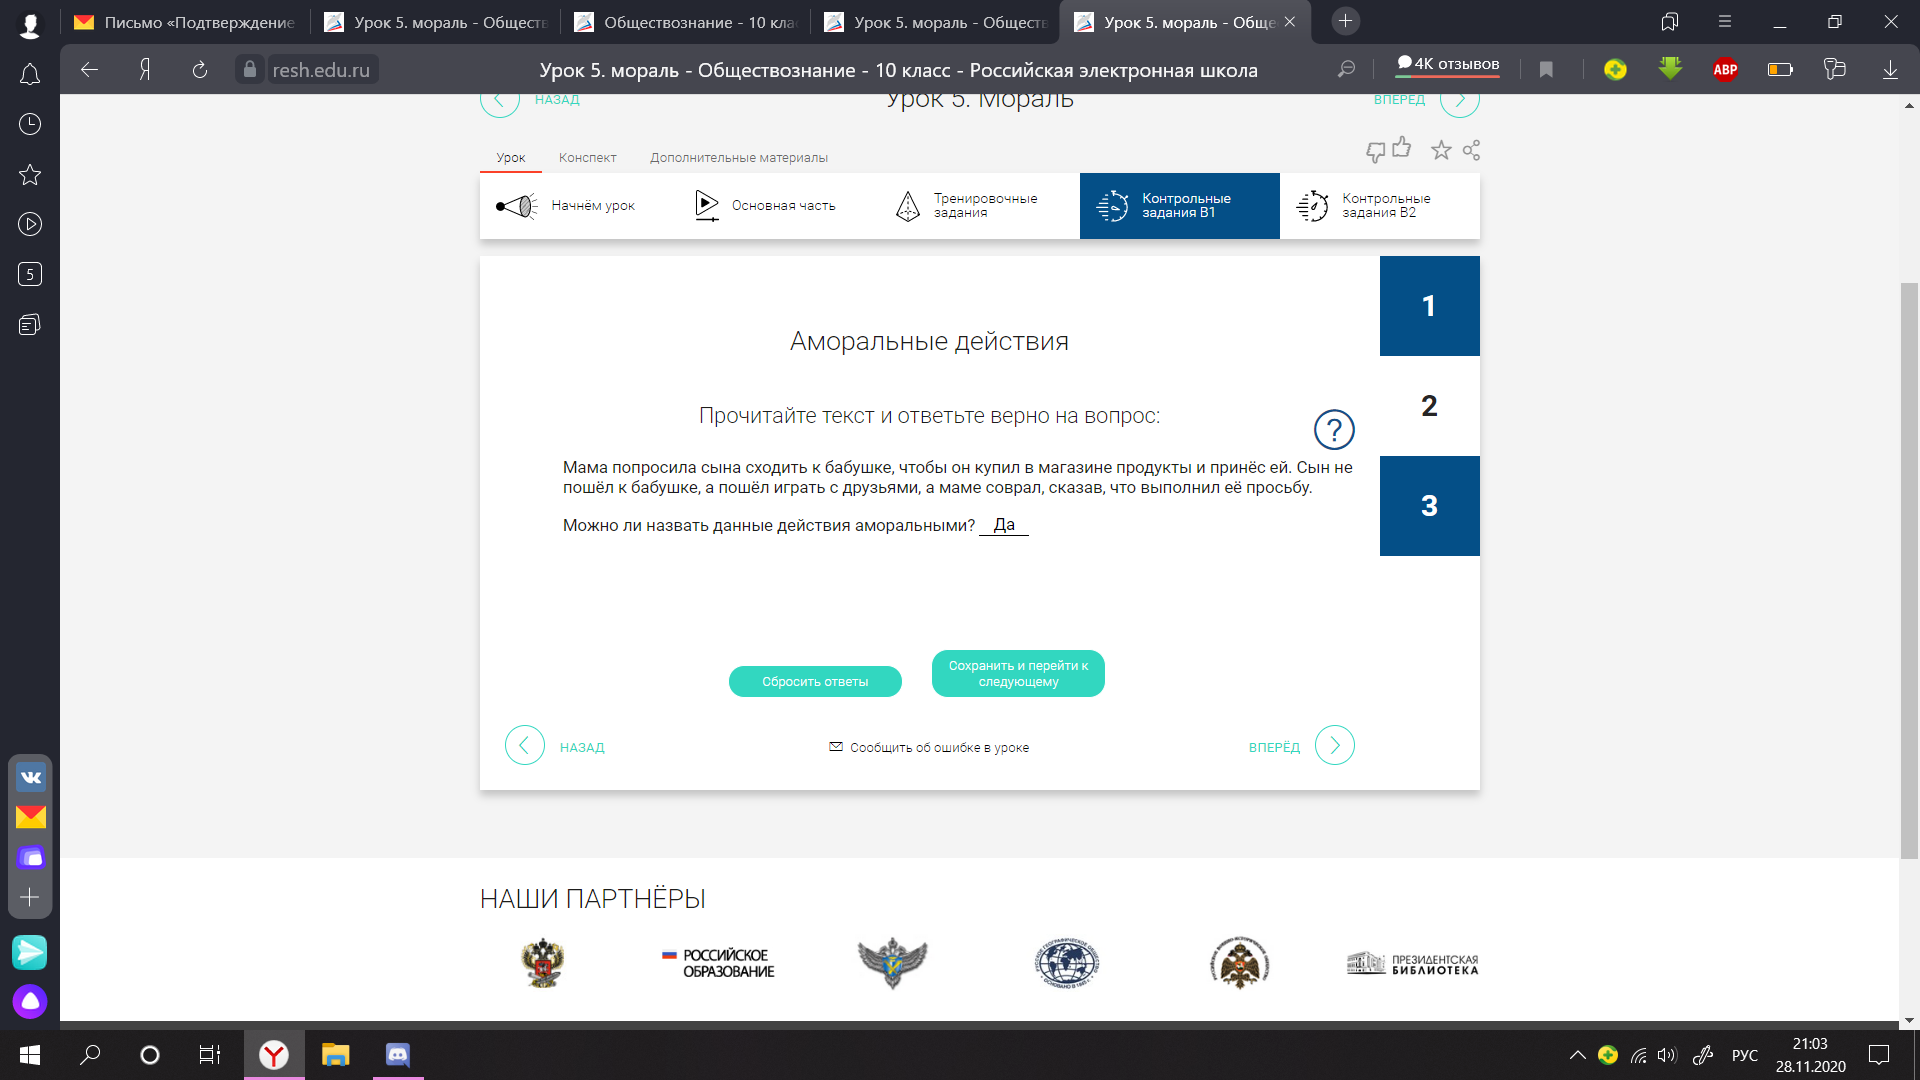 Письмо «Подтверждение
Урок 5. мораль - Обществ
Обществознание - 10 кла
Урок 5. мораль - Обществ
Урок 5. мораль - Обще
resh.edu.ru
Урок 5. мораль - Обществознание - 10 класс - Российская электронная школа
4К отзывов
ABP
НАЗАД
Урок 5. Мораль
ВПЕРЁД
Урок
Конспект
Дополнительные материалы
Начнём урок
Основная часть
Тренировочные
задания
Контрольные
задания В1
Контрольные
задания В2
1
2
3
Аморальные действия
Прочитайте текст и ответьте верно на вопрос:
?
Мама попросила сына сходить к бабушке, чтобы он купил в магазине продукты и принёс ей. Сын не
пошёл к бабушке, а пошёл играть с друзьями, а маме соврал, сказав, что выполнил её просьбу.
Можно ли назвать данные действия аморальными? Да
Сбросить ответы
Сохранить и перейти к
следующему
НАЗАД
Сообщить об ошибке в уроке
ВПЕРЁД
НАШИ ПАРТНЁРЫ
РОССИЙСКОЕ
ОБРАЗОВАНИЕ
ПРЕЗИДЕНТСКАЯ
БИБЛИОТЕКА
5
РУС
21:03
28.11.2020